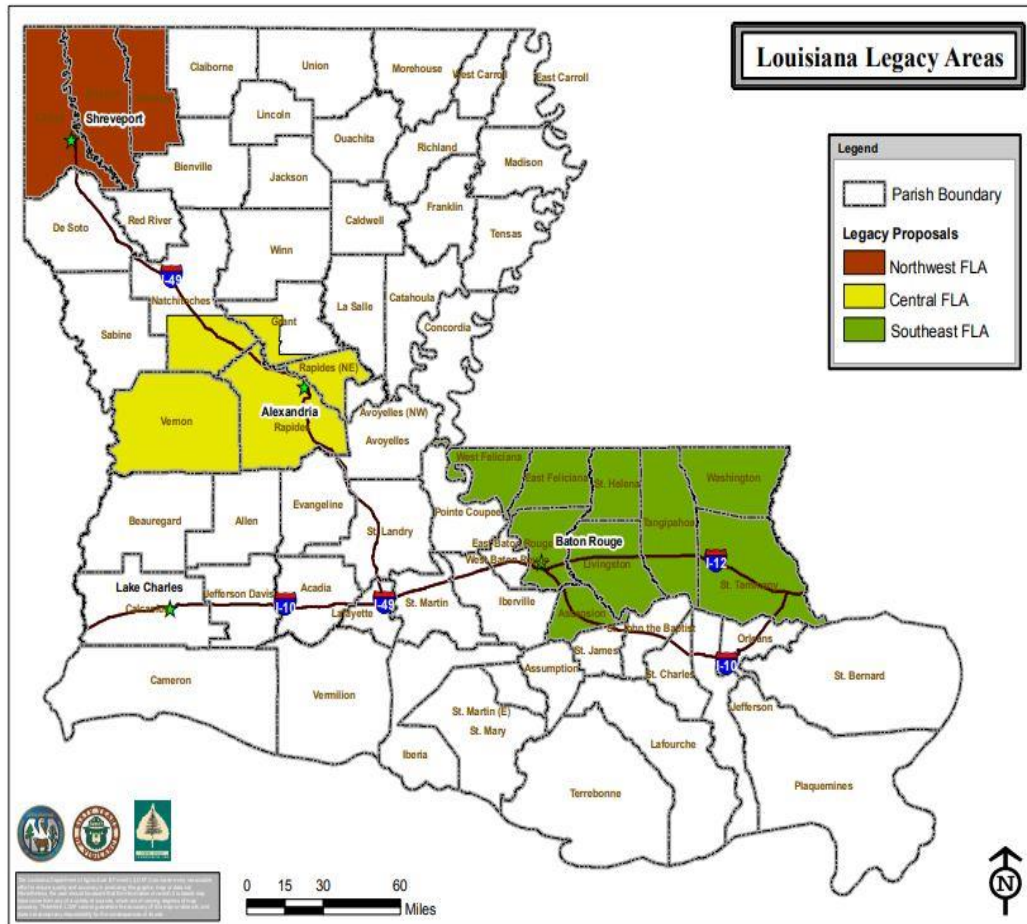 Louisiana Legacy Areas
Legend
Parish Boundary
Legacy Proposals
Northwest FLA
Central FLA
Southeast FLA
Claiborne
Union
Morehouse
West Carroll
East Carroll
Shreveport
Lincoln
Ouachita
Richland
Madison
Bienville
Jackson
Franklin
Caldwell
Tensas
De Soto
Red River
Winn
I-49
Natchitoches
La Salle
Catahoula
Concordia
Sabine
Grant
Rapides (NE)
Alexandria
Avoyelles (NW)
Vernon
Rapides
Avoyelles
West Feliciana
East Feliciana
St. Helena
Washington
Tangipahoa
Beauregard
Allen
Evangeline
St. Landry
Pointe Coupee
East Baton Rouge
Baton Rouge
West Baton Rouge
Livingston
I-12
St. Tammany
Lake Charles
Calcasieu
Jefferson Davis
Acadia
I-10
Lafayette
I-49
St. Martin
Iberville
Ascension
St. John the Baptist
Orleans
St. James
I-10
Assumption
St. Charles
St. Bernard
Cameron
Vermilion
Jefferson
St. Martin (E)
St. Mary
Iberia
Lafourche
Terrebonne
Plaquemines
0 15 30 60
Miles
N